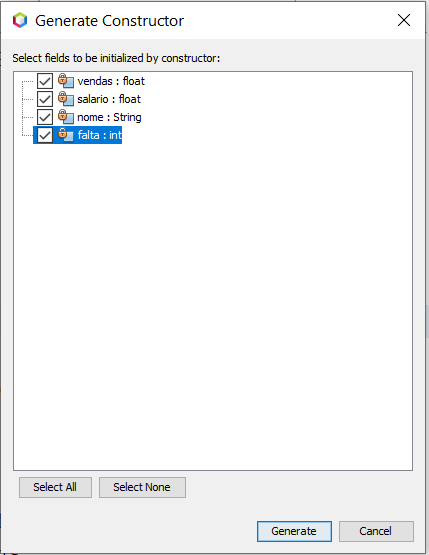 Generate Constructor
Select fields to be initialized by constructor:
vendas : float
salario : float
nome : String
falta : int
Select All
Select None
Generate
Cancel